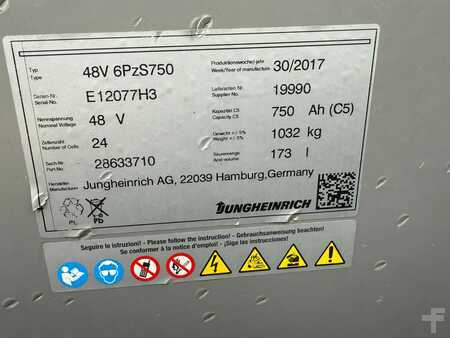 Typ
Type
48V 6PzS750
Produktionswoche/-jahr
Week/Year of manufacture
30/2017
Serien-Nr.
Serial No.
E12077H3
Lieferanten Nr
Supplier No.
19990
Nennspannung
Nominal Voltage
48 V
Kapazität C5
Capacity C5
750 Ah (C5)
Zellenzahl
Number of Cells
24
Gewicht +/- 5%
Weight +/- 5%
1032 kg
Sach-Nr.
Part No.
28633710
Säuremenge
Acid volume
173 l
Hersteller
Manufacturer
Jungheinrich AG, 22039 Hamburg,Germany
Pb
JUNGHEINRICH
Seguire le istruzioni! - Please follow the instruction! - Gebrauchsanweisung beachten!
Se conformer à la notice d'emploi! - ¡Siga las instrucciones!